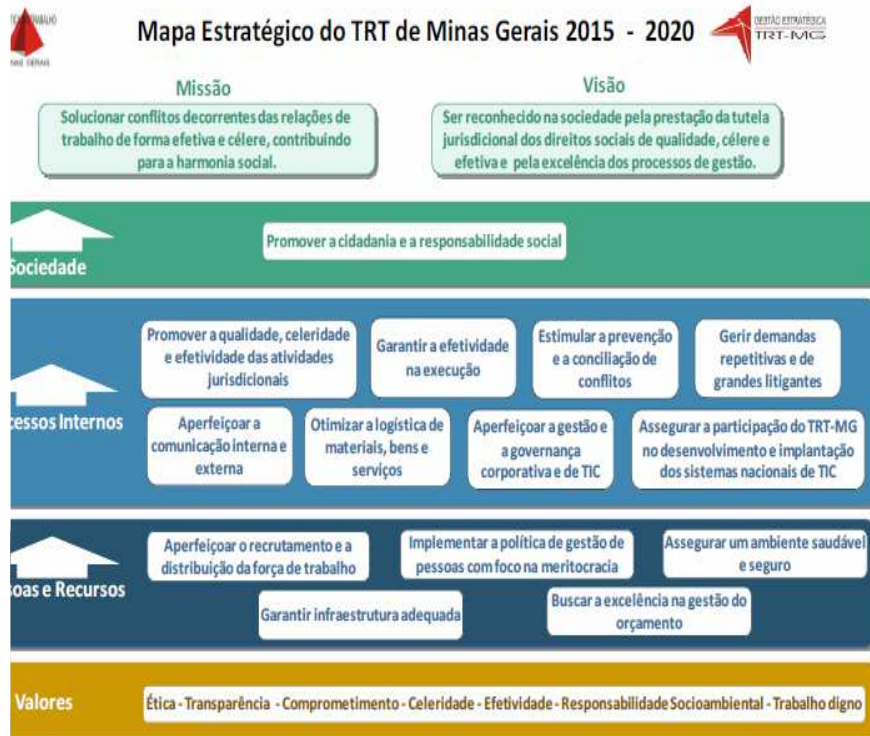 Mapa Estratégico do TRT de Minas Gerais 2015 - 2020
GESTÃO ESTRATÉGICA
TRT-MG
NAS GERAIS
Missão
Solucionar conflitos decorrentes das relações de
trabalho de forma efetiva e célere, contribuindo
para a harmonia social.
Visão
Ser reconhecido na sociedade pela prestação da tutela
jurisdicional dos direitos sociais de qualidade, célere e
efetiva e pela excelência dos processos de gestão.
Sociedade
Promover a cidadania e a responsabilidade social
cessos Internos
Promover a qualidade, celeridade
e efetividade das atividades
jurisdicionais
Garantir a efetividade
na execução
Estimular a prevenção
e a conciliação de
conflitos
Gerir demandas
repetitivas e de
grandes litigantes
Aperfeiçoar a
comunicação interna e
externa
Otimizar a logística de
materiais, bens e
serviços
Aperfeiçoar a gestão e
a governança
corporativa e de TIC
Assegurar a participação do TRT-MG
no desenvolvimento e implantação
dos sistemas nacionais de TIC
soas e Recursos
Aperfeiçoar o recrutamento e a
distribuição da força de trabalho
Implementar a política de gestão de
pessoas com foco na meritocracia
Assegurar um ambiente saudável
e seguro
Garantir infraestrutura adequada
Buscar a excelência na gestão do
orçamento
Valores
Ética - Transparência - Comprometimento - Celeridade - Efetividade - Responsabilidade Socioambiental - Trabalho digno